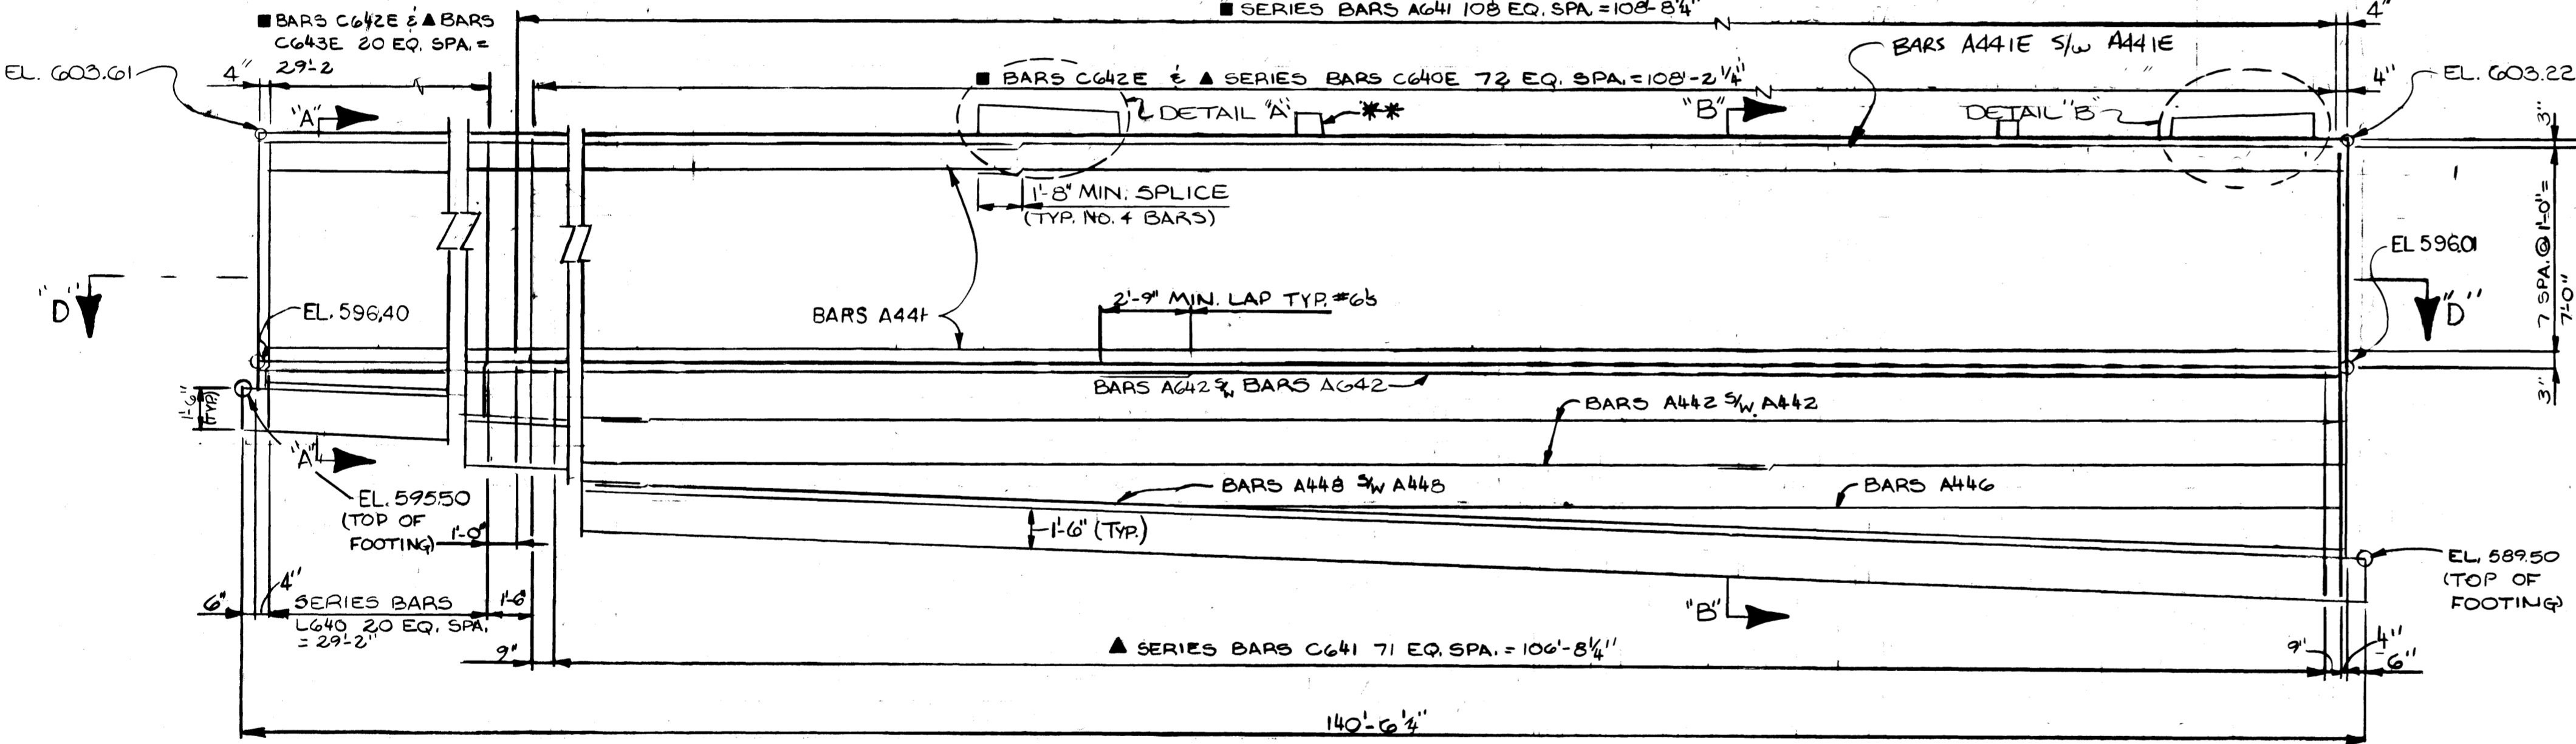 ■ BARS C642E & ▲ BARS
C643E 20 EQ. SPA. =
29'-2
■ SERIES BARS A641 108 EQ. SPA. = 108'-8¼"
4"
BARS A441E S/W A441E
EL. 603.61
4"
■ BARS C642E & ▲ SERIES BARS C640E 72 EQ. SPA. = 108'-2¼"
4"
EL. 603.22
"A"
DETAIL "A"
**
"B"
DETAIL "B"
3"
1'-8" MIN. SPLICE
(TYP. NO. 4 BARS)
7 SPA. @ 1'-0" =
7'-0"
EL 596.01
"D"
"D"
EL. 596.40
BARS A441
2'-9" MIN. LAP TYP. #6'S
BARS A642 S/W BARS A642
3"
1'-6"
(TYP.)
BARS A442 S/W. A442
"A"
BARS A448 S/W A448
BARS A446
EL. 595.50
(TOP OF
FOOTING)
1'-0"
1'-6" (TYP.)
EL. 589.50
(TOP OF
FOOTING)
6"
4"
SERIES BARS
L640 20 EQ. SPA.
= 29'-2"
1'-6"
"B"
9"
▲ SERIES BARS C641 71 EQ. SPA. = 106'-8¼"
9"
4"
6"
140'-6¼"